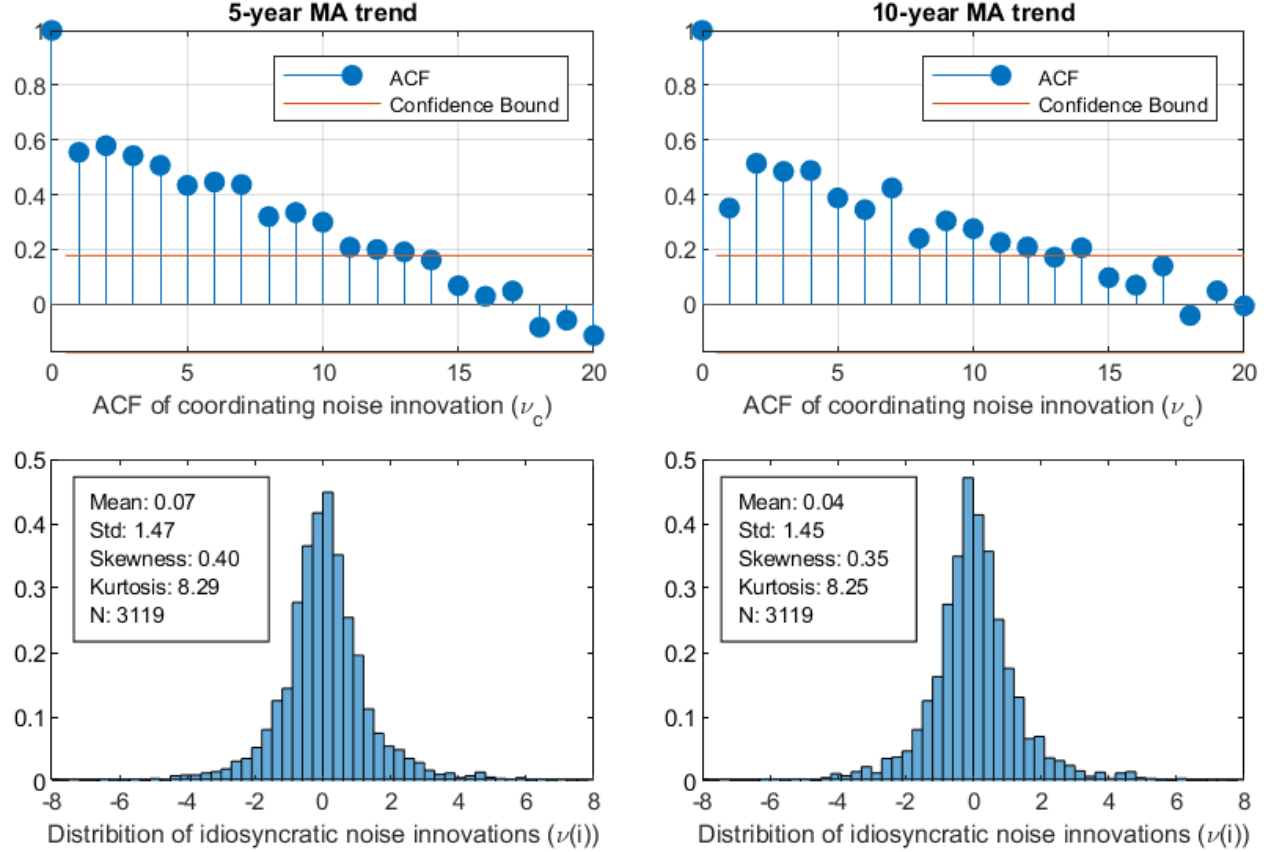 5-year MA trend
1
0.8
0.6
0.4
0.2
0
ACF
Confidence Bound
0 5 10 15 20
ACF of coordinating noise innovation (νc)
10-year MA trend
1
0.8
0.6
0.4
0.2
0
ACF
Confidence Bound
0 5 10 15 20
ACF of coordinating noise innovation (νc)
0.5
0.4
0.3
0.2
0.1
0
Mean: 0.07
Std: 1.47
Skewness: 0.40
Kurtosis: 8.29
N: 3119
-8 -6 -4 -2 0 2 4 6 8
Distribition of idiosyncratic noise innovations (ν(i))
0.5
0.4
0.3
0.2
0.1
0
Mean: 0.04
Std: 1.45
Skewness: 0.35
Kurtosis: 8.25
N: 3119
-8 -6 -4 -2 0 2 4 6 8
Distribition of idiosyncratic noise innovations (ν(i))